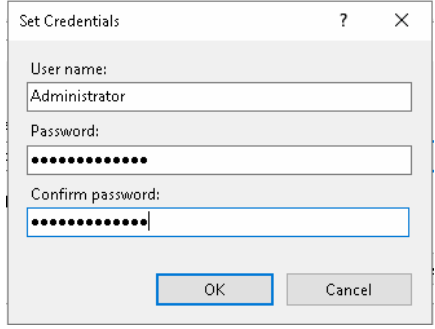 Set Credentials ?
User name:
Administrator
Password:
●●●●●●●●●●●●●
Confirm password:
●●●●●●●●●●●●●
OK Cancel